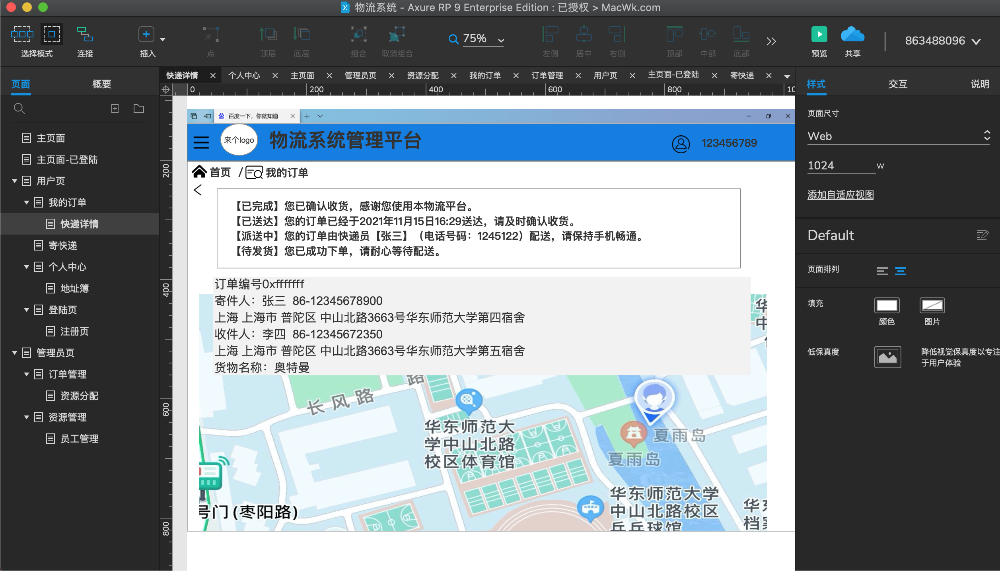 物流系统 - Axure RP 9 Enterprise Edition : 已授权 > MacWk.com
选择模式
连接
插入
点
顶层
底层
组合
取消组合
75%
左侧
居中
右侧
顶部
中部
底部
预览
共享
863488096
页面
概要
快递详情
个人中心
主页面
管理员页
资源分配
我的订单
订单管理
用户页
主页面-已登陆
寄快递
样式
交互
说明
0
200
400
600
800
10
主页面
主页面-已登陆
用户页
我的订单
快递详情
寄快递
个人中心
地址簿
登陆页
注册页
管理员页
订单管理
资源分配
资源管理
员工管理
200
400
600
800
百度一下，你就知道
来个logo
物流系统管理平台
123456789
首页 /
我的订单
【已完成】您已确认收货，感谢您使用本物流平台。
【已送达】您的订单已经于2021年11月15日16:29送达，请及时确认收货。
【派送中】您的订单由快递员【张三】（电话号码：1245122）配送，请保持手机畅通。
【待发货】您已成功下单，请耐心等待配送。
订单编号0xfffffff
寄件人：张三 86-12345678900
上海 上海市 普陀区 中山北路3663号华东师范大学第四宿舍
收件人：李四 86-12345672350
上海 上海市 普陀区 中山北路3663号华东师范大学第五宿舍
货物名称：奥特曼
华
中
路
长风路
华东师范大
学中山北路
校区体育馆
夏雨岛
夏雨岛
华东师范大学
中山北路校区
乒乓球馆
号门 (枣阳路)
华东
档案
页面尺寸
Web
1024
W
添加自适应视图
Default
页面排列
填充
颜色
图片
低保真度
降低视觉保真度以专注
于用户体验